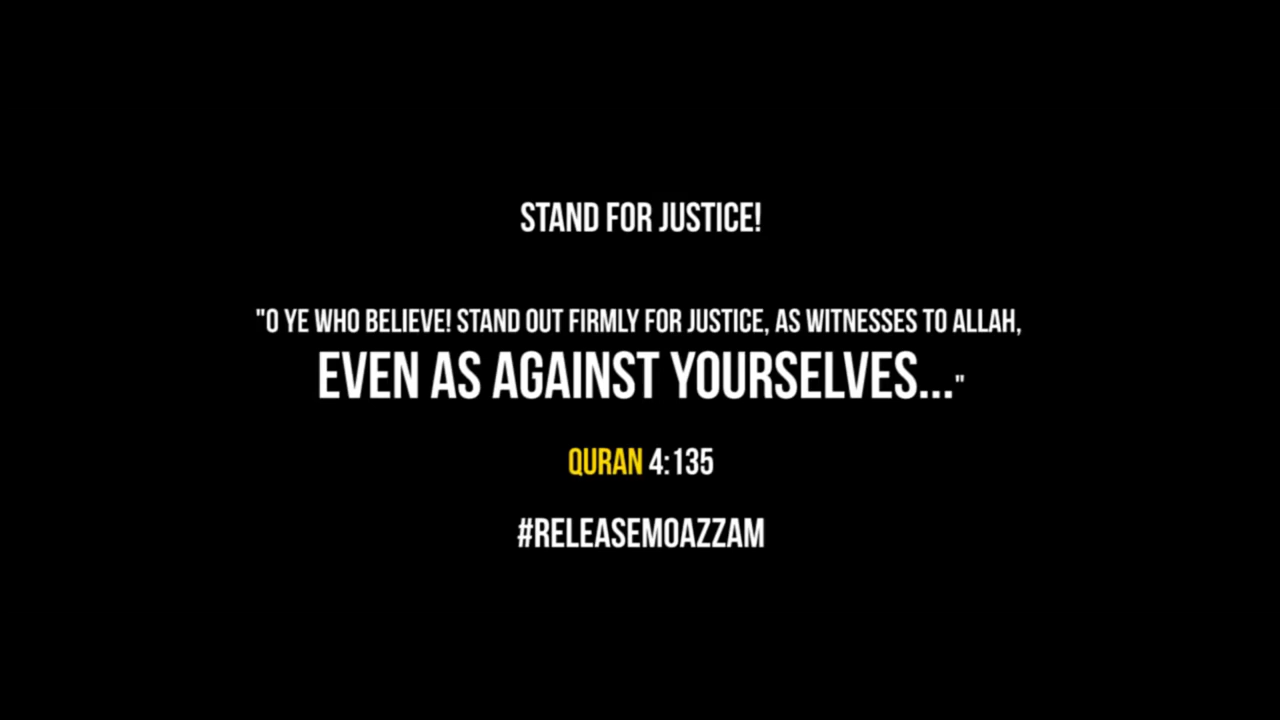 STAND FOR JUSTICE!
"O YE WHO BELIEVE! STAND OUT FIRMLY FOR JUSTICE, AS WITNESSES TO ALLAH,
EVEN AS AGAINST YOURSELVES..."
QURAN 4:135
#RELEASEMOAZZAM